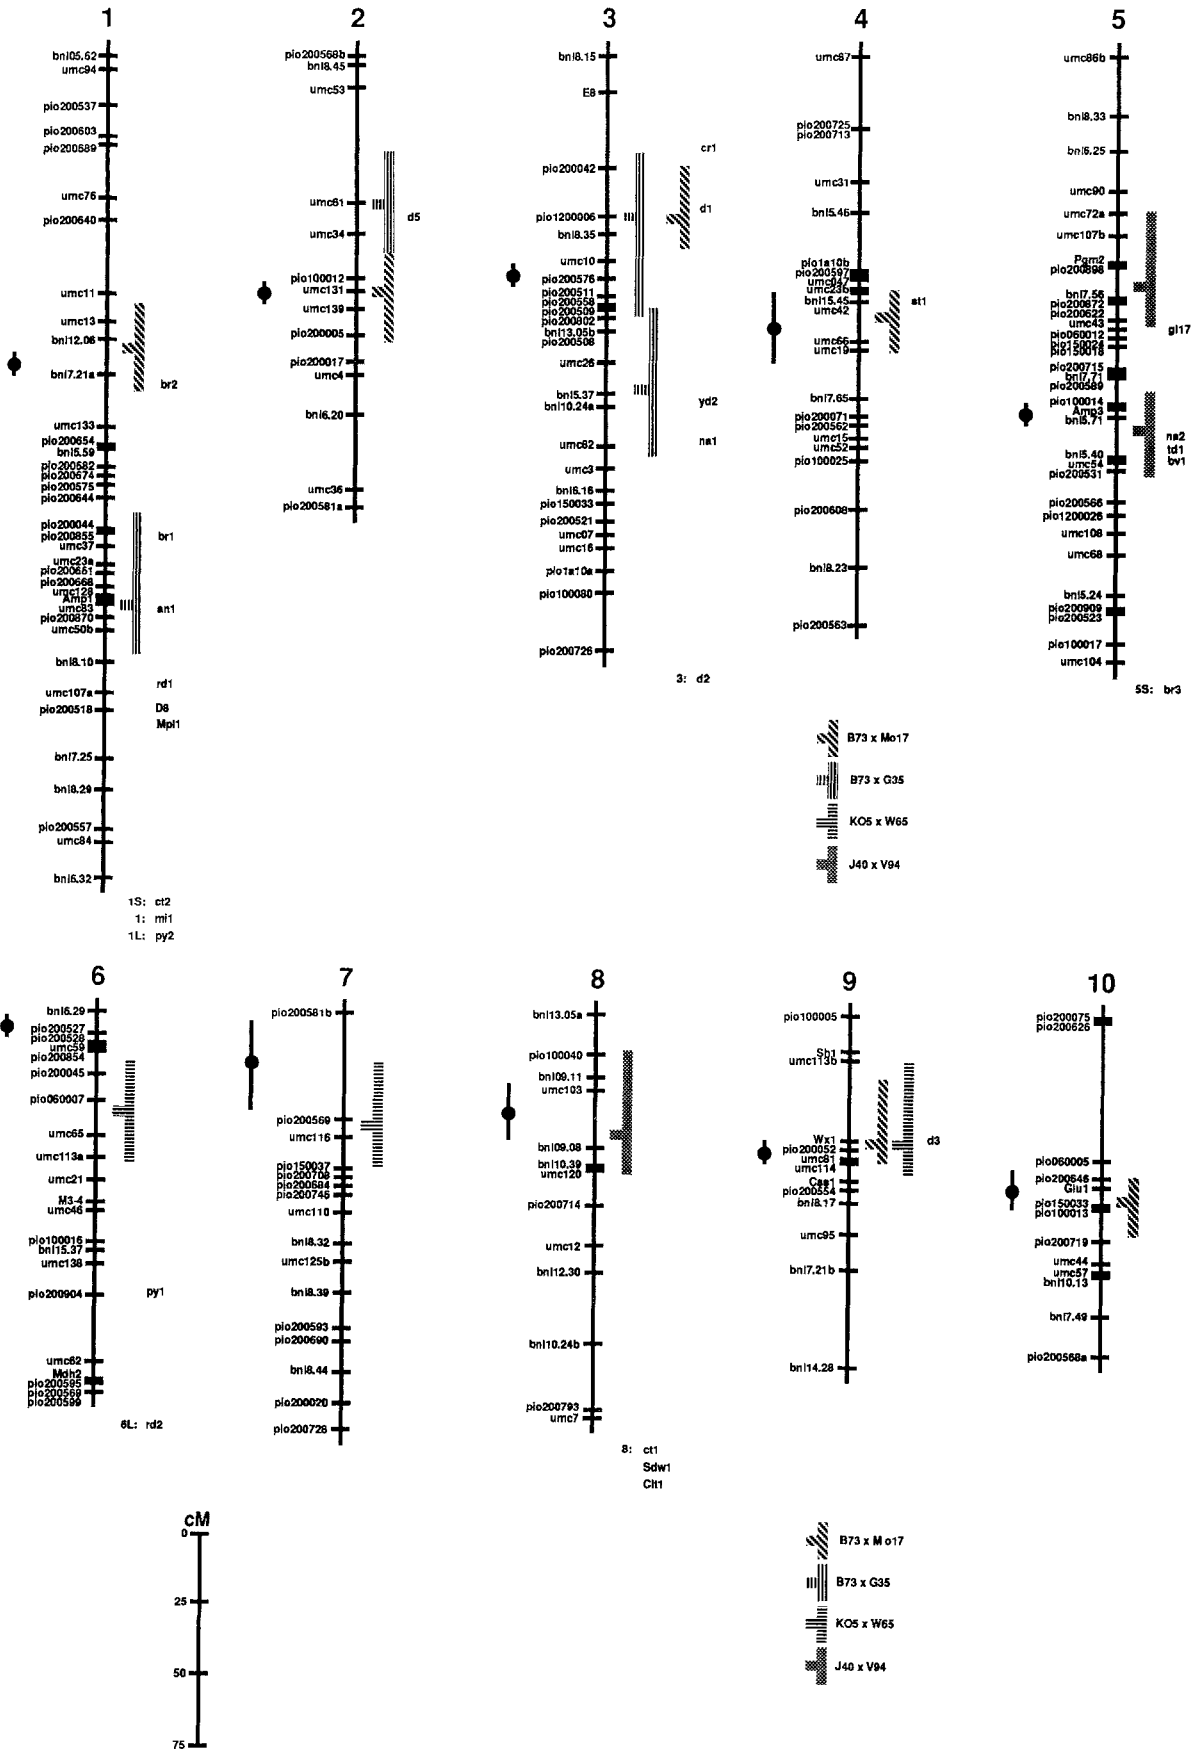 1
bnl05.62
umc94
pio200537
pio200603
pio200689
umc76
pio200640
umc11
umc13
bnl12.06
bnl7.21a
br2
umc133
pio200654
bnl5.59
pio200682
pio200674
pio200575
pio200644
pio200044
pio200855
br1
umc37
umc23a
pio200651
pio200668
umc128
Amp1
umc83
an1
pio200870
umc50b
bnl8.10
rd1
umc107a
pio200518
D8
Mpl1
bnl7.25
bnl8.29
pio200557
umc84
bnl6.32
1S: ct2
1: mi1
1L: py2
2
pio200568b
bnl8.45
umc53
umc61
d5
umc34
pio100012
umc131
umc139
pio200005
pio200017
umc4
bnl6.20
umc36
pio200581a
3
bnl8.15
E8
cr1
pio200042
d1
pio1200006
bnl8.35
umc10
pio200576
pio200511
pio200558
pio200509
pio200802
bnl13.05b
pio200508
umc26
bnl5.37
yd2
bnl10.24a
na1
umc82
umc3
bnl6.16
pio150033
pio200521
umc07
umc16
pio1a10a
pio100080
pio200726
3: d2
4
umc87
pio200725
pio200713
umc31
bnl5.46
pio1a10b
pio200597
umc047
umc23b
bnl15.45
st1
umc42
umc66
umc19
bnl7.65
pio200071
pio200562
umc15
umc52
pio100025
pio200608
bnl8.23
pio200563
5
umc86b
bnl8.33
bnl6.25
umc90
umc72a
umc107b
Pgm2
pio200898
bnl7.56
pio200872
pio200622
umc43
gl17
pio060012
pio150024
pio150018
pio200715
bnl7.71
pio200589
pio100014
Amp3
bnl5.71
na2
td1
bv1
bnl5.40
umc54
pio200531
pio200566
pio1200026
umc108
umc68
bnl5.24
pio200909
pio200523
pio100017
umc104
5S: br3
B73 x Mo17
B73 x G35
KO5 x W65
J40 x V94
6
bnl6.29
pio200527
pio200528
umc59
pio200854
pio200045
pio060007
umc65
umc113a
umc21
M3-4
umc46
pio100016
bnl15.37
umc138
pio200904
py1
umc62
Mdh2
pio200595
pio200569
pio200599
6L: rd2
7
pio200581b
pio200569
umc116
pio150037
pio200708
pio200684
pio200746
umc110
bnl8.32
umc125b
bnl8.39
pio200593
pio200690
bnl8.44
pio200020
pio200728
8
bnl13.05a
pio100040
bnl09.11
umc103
bnl09.08
bnl10.39
umc120
pio200714
umc12
bnl12.30
bnl10.24b
pio200793
umc7
8: ct1
Sdw1
Clt1
9
pio100005
Sh1
umc113b
Wx1
d3
pio200052
umc81
umc114
Css1
pio200554
bnl8.17
umc95
bnl7.21b
bnl14.28
10
pio200075
pio200626
pio060005
pio200646
Glu1
pio150033
pio100013
pio200719
umc44
umc57
bnl10.13
bnl7.49
pio200568a
cM
0
25
50
75
B73 x Mo17
B73 x G35
KO5 x W65
J40 x V94